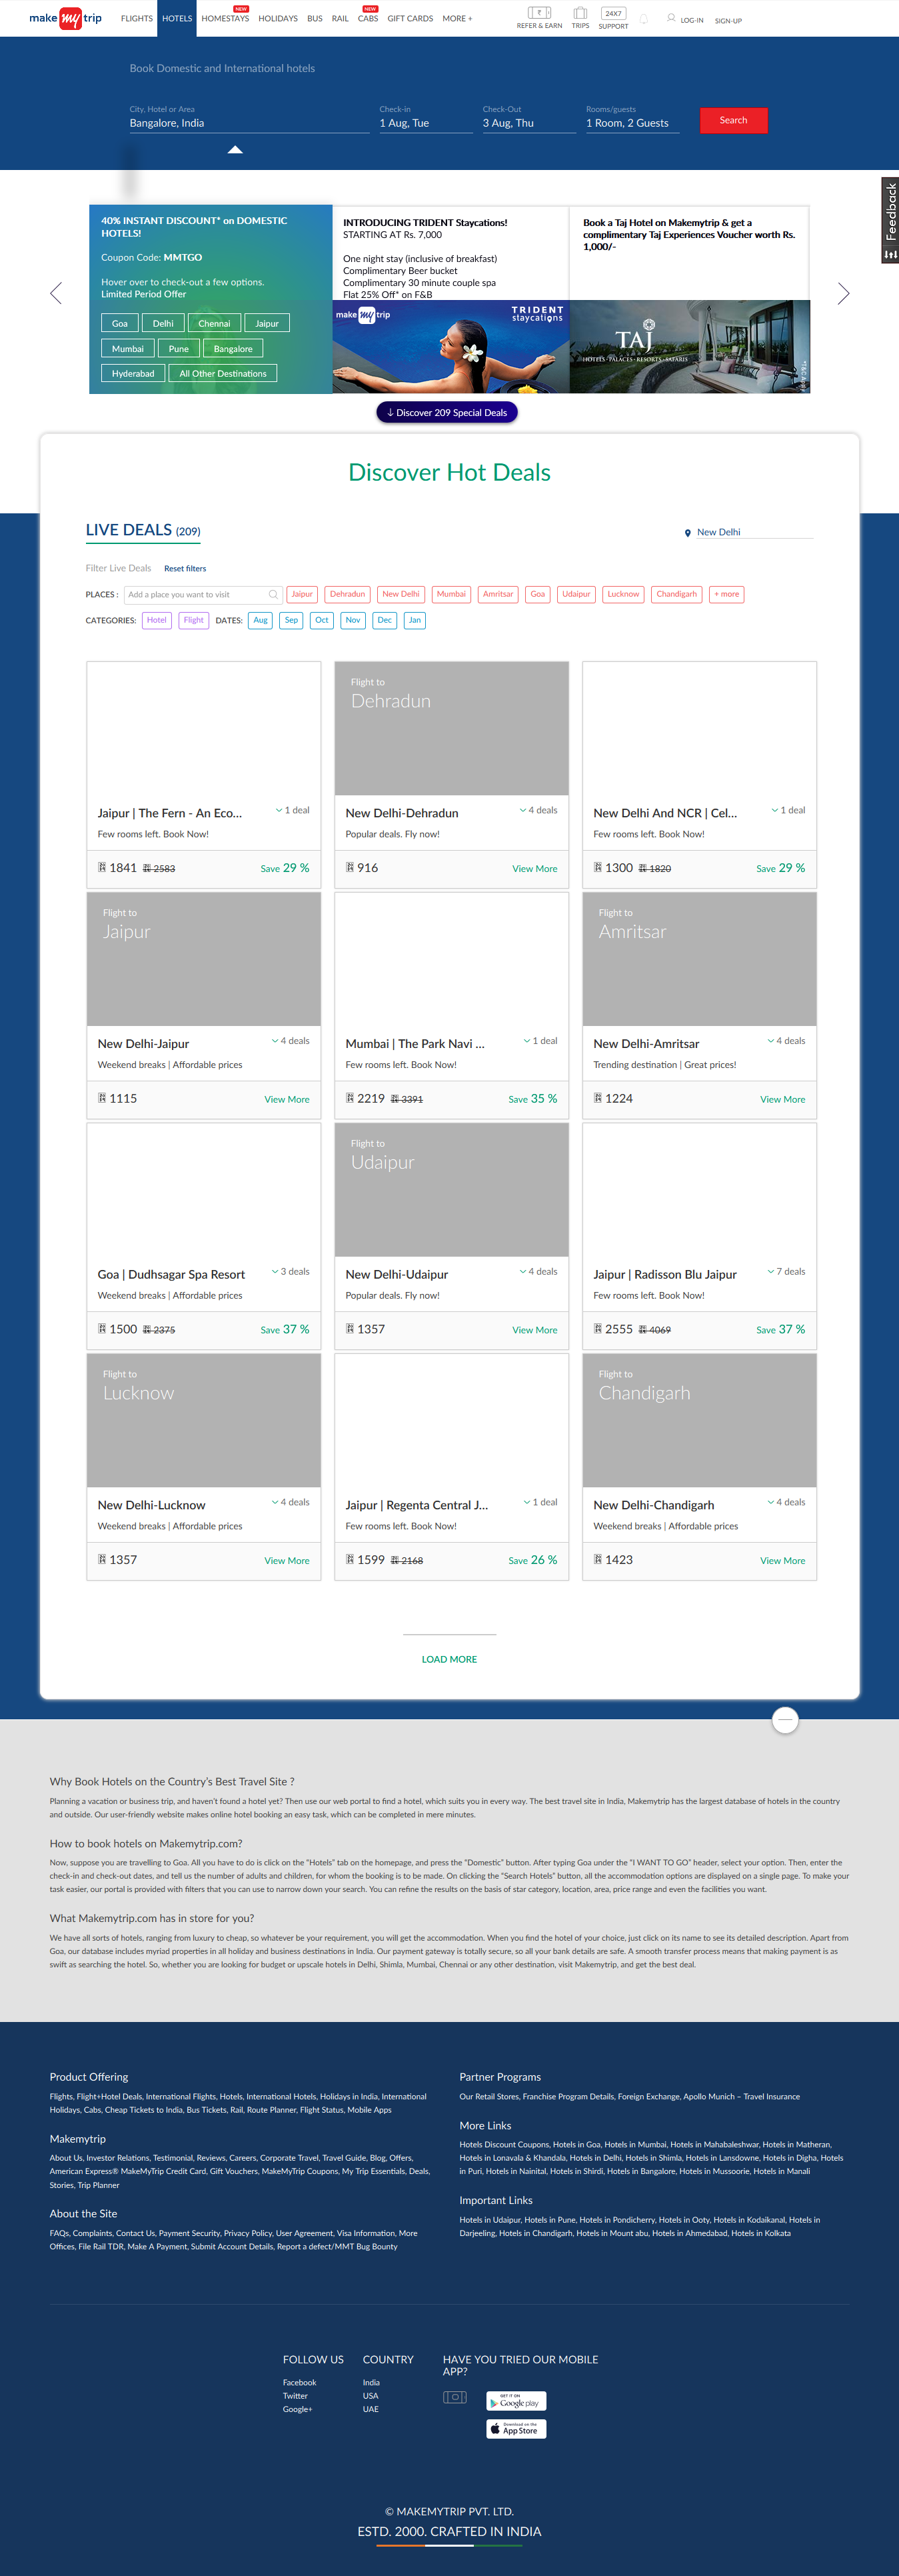 make my trip
FLIGHTS
HOTELS
NEW
HOMESTAYS
HOLIDAYS
BUS
RAIL
NEW
CABS
GIFT CARDS
MORE +
REFER & EARN
TRIPS
24X7
SUPPORT
LOG-IN
SIGN-UP
Book Domestic and International hotels
City, Hotel or Area
Bangalore, India
Check-in
1 Aug, Tue
Check-Out
3 Aug, Thu
Rooms/guests
1 Room, 2 Guests
Search
Feedback
40% INSTANT DISCOUNT* on DOMESTIC
HOTELS!
Coupon Code: MMTGO
Hover over to check-out a few options.
Limited Period Offer
Goa
Delhi
Chennai
Jaipur
Mumbai
Pune
Bangalore
Hyderabad
All Other Destinations
INTRODUCING TRIDENT Staycations!
STARTING AT Rs. 7,000
One night stay (inclusive of breakfast)
Complimentary Beer bucket
Complimentary 30 minute couple spa
Flat 25% Off* on F&B
make my trip
TRIDENT
staycations
Book a Taj Hotel on Makemytrip & get a
complimentary Taj Experiences Voucher worth Rs.
1,000/-
TAJ
HOTELS • PALACES • RESORTS • SAFARIS
↓ Discover 209 Special Deals
Discover Hot Deals
LIVE DEALS (209)
New Delhi
Filter Live Deals
Reset filters
PLACES :
Add a place you want to visit
Jaipur
Dehradun
New Delhi
Mumbai
Amritsar
Goa
Udaipur
Lucknow
Chandigarh
+ more
CATEGORIES:
Hotel
Flight
DATES:
Aug
Sep
Oct
Nov
Dec
Jan
Jaipur | The Fern - An Eco...
1 deal
Few rooms left. Book Now!
1841 2583
Save 29 %
Flight to
Dehradun
New Delhi-Dehradun
4 deals
Popular deals. Fly now!
916
View More
New Delhi And NCR | Cel...
1 deal
Few rooms left. Book Now!
1300 1820
Save 29 %
Flight to
Jaipur
New Delhi-Jaipur
4 deals
Weekend breaks | Affordable prices
1115
View More
Mumbai | The Park Navi ...
1 deal
Few rooms left. Book Now!
2219 3391
Save 35 %
Flight to
Amritsar
New Delhi-Amritsar
4 deals
Trending destination | Great prices!
1224
View More
Goa | Dudhsagar Spa Resort
3 deals
Weekend breaks | Affordable prices
1500 2375
Save 37 %
Flight to
Udaipur
New Delhi-Udaipur
4 deals
Popular deals. Fly now!
1357
View More
Jaipur | Radisson Blu Jaipur
7 deals
Few rooms left. Book Now!
2555 4069
Save 37 %
Flight to
Lucknow
New Delhi-Lucknow
4 deals
Weekend breaks | Affordable prices
1357
View More
Jaipur | Regenta Central J...
1 deal
Few rooms left. Book Now!
1599 2168
Save 26 %
Flight to
Chandigarh
New Delhi-Chandigarh
4 deals
Weekend breaks | Affordable prices
1423
View More
LOAD MORE
Why Book Hotels on the Country's Best Travel Site ?
Planning a vacation or business trip, and haven't found a hotel yet? Then use our web portal to find a hotel, which suits you in every way. The best travel site in India, Makemytrip has the largest database of hotels in the country
and outside. Our user-friendly website makes online hotel booking an easy task, which can be completed in mere minutes.
How to book hotels on Makemytrip.com?
Now, suppose you are travelling to Goa. All you have to do is click on the "Hotels" tab on the homepage, and press the "Domestic" button. After typing Goa under the "I WANT TO GO" header, select your option. Then, enter the
check-in and check-out dates, and tell us the number of adults and children, for whom the booking is to be made. On clicking the "Search Hotels" button, all the accommodation options are displayed on a single page. To make your
task easier, our portal is provided with filters that you can use to narrow down your search. You can refine the results on the basis of star category, location, area, price range and even the facilities you want.
What Makemytrip.com has in store for you?
We have all sorts of hotels, ranging from luxury to cheap, so whatever be your requirement, you will get the accommodation. When you find the hotel of your choice, just click on its name to see its detailed description. Apart from
Goa, our database includes myriad properties in all holiday and business destinations in India. Our payment gateway is totally secure, so all your bank details are safe. A smooth transfer process means that making payment is as
swift as searching the hotel. So, whether you are looking for budget or upscale hotels in Delhi, Shimla, Mumbai, Chennai or any other destination, visit Makemytrip, and get the best deal.
Product Offering
Flights, Flight+Hotel Deals, International Flights, Hotels, International Hotels, Holidays in India, International
Holidays, Cabs, Cheap Tickets to India, Bus Tickets, Rail, Route Planner, Flight Status, Mobile Apps
Makemytrip
About Us, Investor Relations, Testimonial, Reviews, Careers, Corporate Travel, Travel Guide, Blog, Offers,
American Express® MakeMyTrip Credit Card, Gift Vouchers, MakeMyTrip Coupons, My Trip Essentials, Deals,
Stories, Trip Planner
About the Site
FAQs, Complaints, Contact Us, Payment Security, Privacy Policy, User Agreement, Visa Information, More
Offices, File Rail TDR, Make A Payment, Submit Account Details, Report a defect/MMT Bug Bounty
Partner Programs
Our Retail Stores, Franchise Program Details, Foreign Exchange, Apollo Munich – Travel Insurance
More Links
Hotels Discount Coupons, Hotels in Goa, Hotels in Mumbai, Hotels in Mahabaleshwar, Hotels in Matheran,
Hotels in Lonavala & Khandala, Hotels in Delhi, Hotels in Shimla, Hotels in Lansdowne, Hotels in Digha, Hotels
in Puri, Hotels in Nainital, Hotels in Shirdi, Hotels in Bangalore, Hotels in Mussoorie, Hotels in Manali
Important Links
Hotels in Udaipur, Hotels in Pune, Hotels in Pondicherry, Hotels in Ooty, Hotels in Kodaikanal, Hotels in
Darjeeling, Hotels in Chandigarh, Hotels in Mount abu, Hotels in Ahmedabad, Hotels in Kolkata
FOLLOW US
Facebook
Twitter
Google+
COUNTRY
India
USA
UAE
HAVE YOU TRIED OUR MOBILE
APP?
GET IT ON
Google play
Download on the
App Store
© MAKEMYTRIP PVT. LTD.
ESTD. 2000. CRAFTED IN INDIA